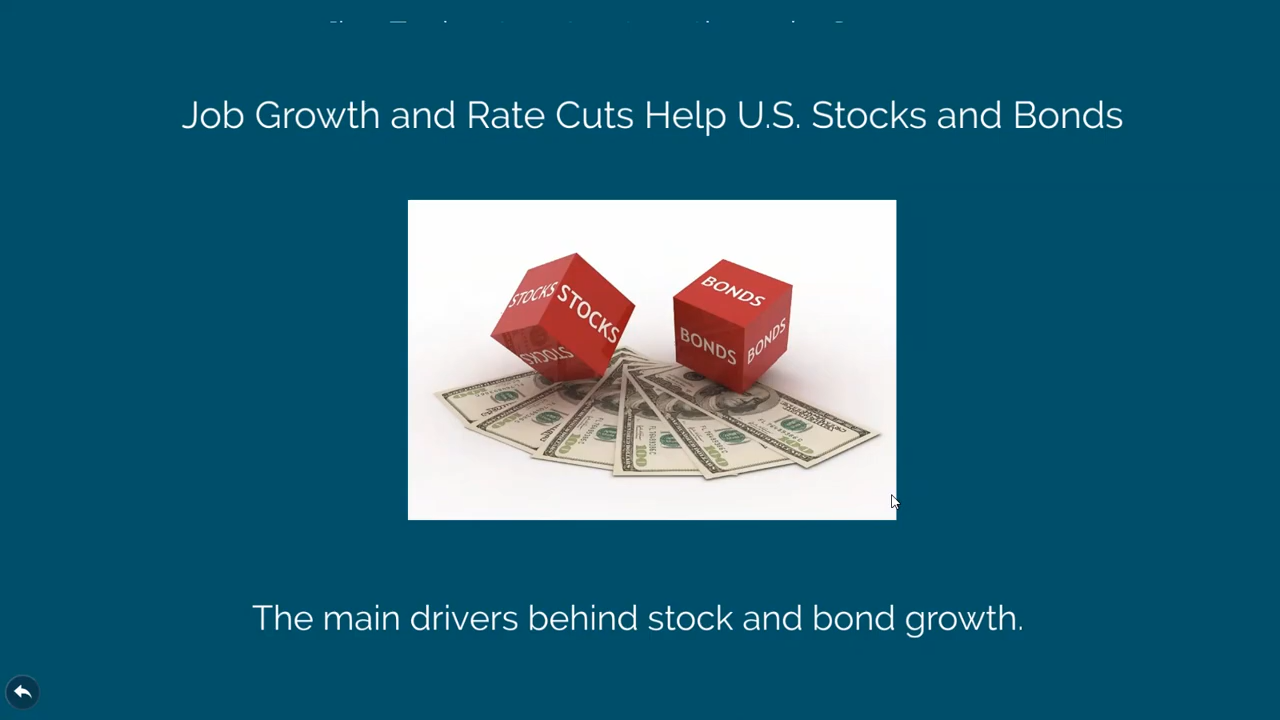 Job Growth and Rate Cuts Help U.S. Stocks and Bonds
STOCKS
STOCKS
STOCKS
BONDS
BONDS
BONDS
100
The main drivers behind stock and bond growth.